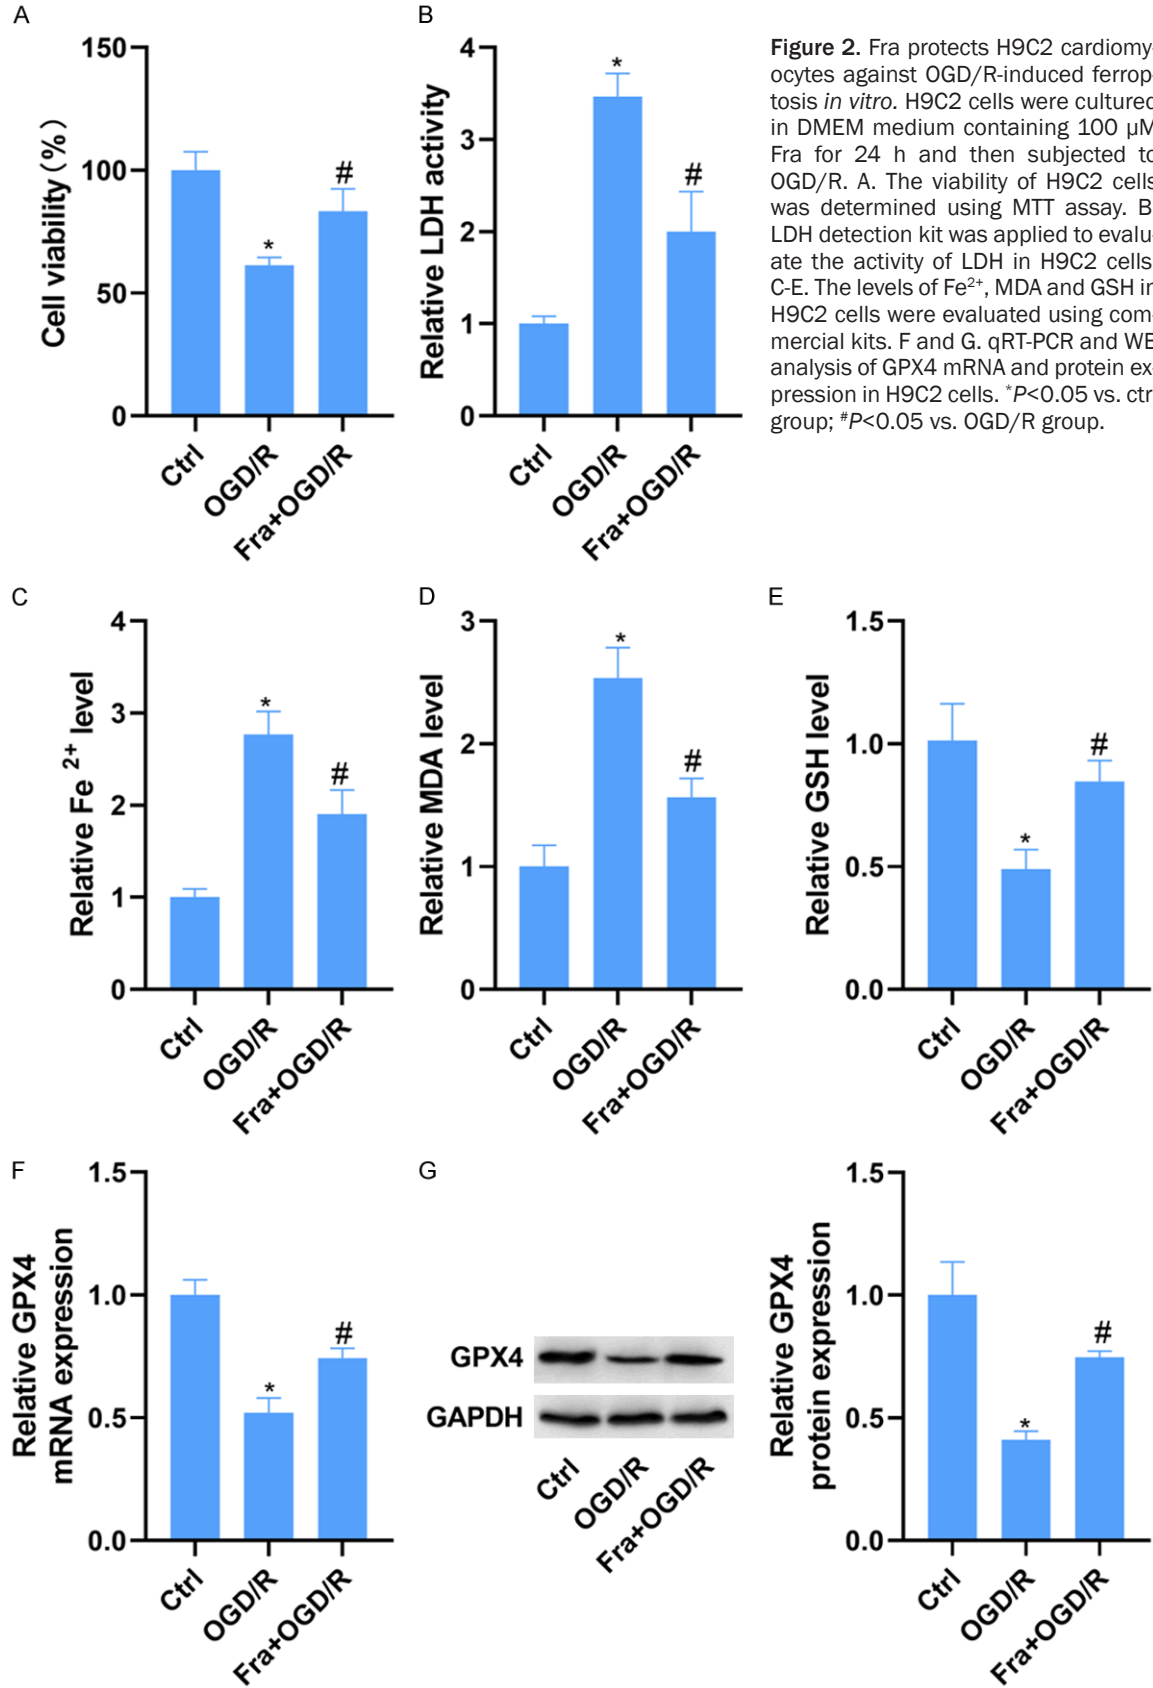 A
150
100
50
0
Cell viability (%)
*
#
Ctrl
OGD/R
Fra+OGD/R
B
4
3
2
1
0
Relative LDH activity
*
#
Ctrl
OGD/R
Fra+OGD/R
Figure 2. Fra protects H9C2 cardiomy-
ocytes against OGD/R-induced ferrop-
tosis in vitro. H9C2 cells were cultured
in DMEM medium containing 100 µM
Fra for 24 h and then subjected to
OGD/R. A. The viability of H9C2 cells
was determined using MTT assay. B.
LDH detection kit was applied to evalu-
ate the activity of LDH in H9C2 cells.
C-E. The levels of Fe²⁺, MDA and GSH in
H9C2 cells were evaluated using com-
mercial kits. F and G. qRT-PCR and WB
analysis of GPX4 mRNA and protein ex-
pression in H9C2 cells. *P<0.05 vs. ctrl
group; #P<0.05 vs. OGD/R group.
C
4
3
2
1
0
Relative Fe 2+ level
*
#
Ctrl
OGD/R
Fra+OGD/R
D
3
2
1
0
Relative MDA level
*
#
Ctrl
OGD/R
Fra+OGD/R
E
1.5
1.0
0.5
0.0
Relative GSH level
*
#
Ctrl
OGD/R
Fra+OGD/R
F
1.5
1.0
0.5
0.0
Relative GPX4
mRNA expression
*
#
Ctrl
OGD/R
Fra+OGD/R
G
GPX4
GAPDH
Ctrl
OGD/R
Fra+OGD/R
1.5
1.0
0.5
0.0
Relative GPX4
protein expression
*
#
Ctrl
OGD/R
Fra+OGD/R